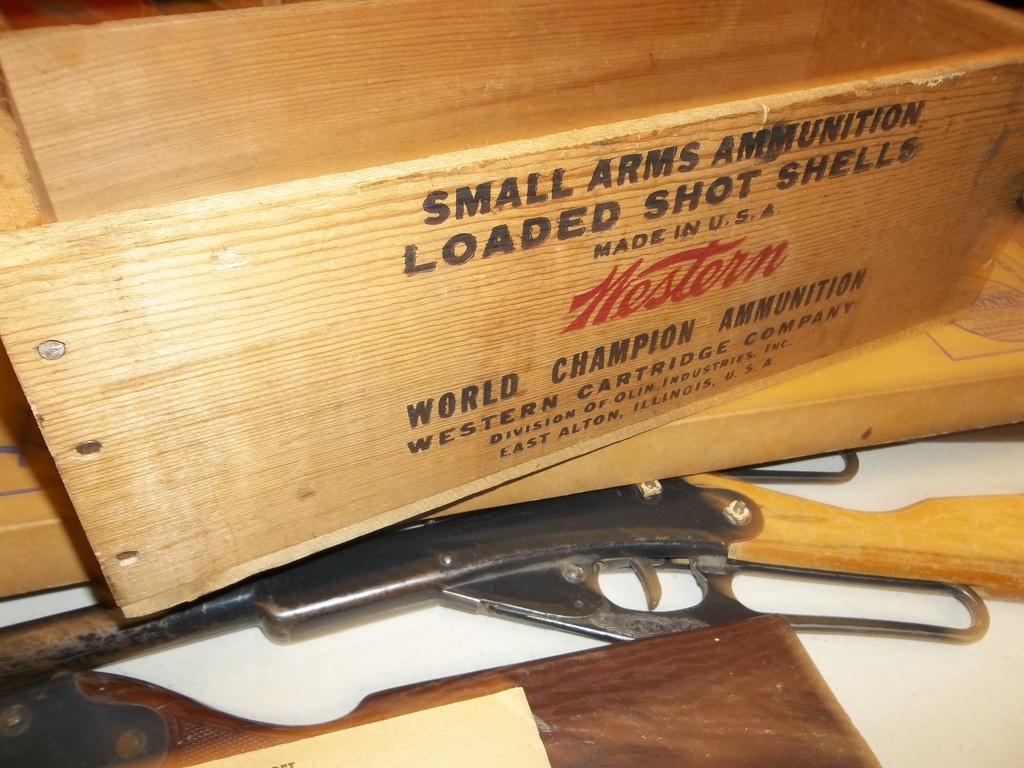 SMALL ARMS AMMUNITION
LOADED SHOT SHELLS
MADE IN U.S.A
Western
WORLD CHAMPION AMMUNITION
WESTERN CARTRIDGE COMPANY
DIVISION OF OLIN INDUSTRIES, INC.
EAST ALTON, ILLINOIS, U. S. A.